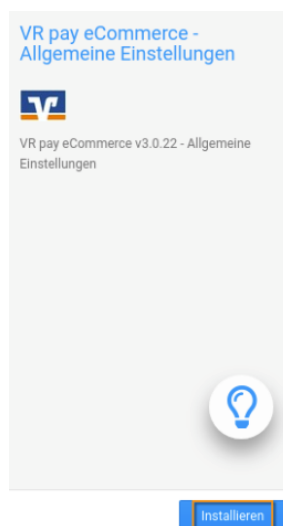 VR pay eCommerce -
Allgemeine Einstellungen
VR pay eCommerce v3.0.22 - Allgemeine
Einstellungen
Installieren